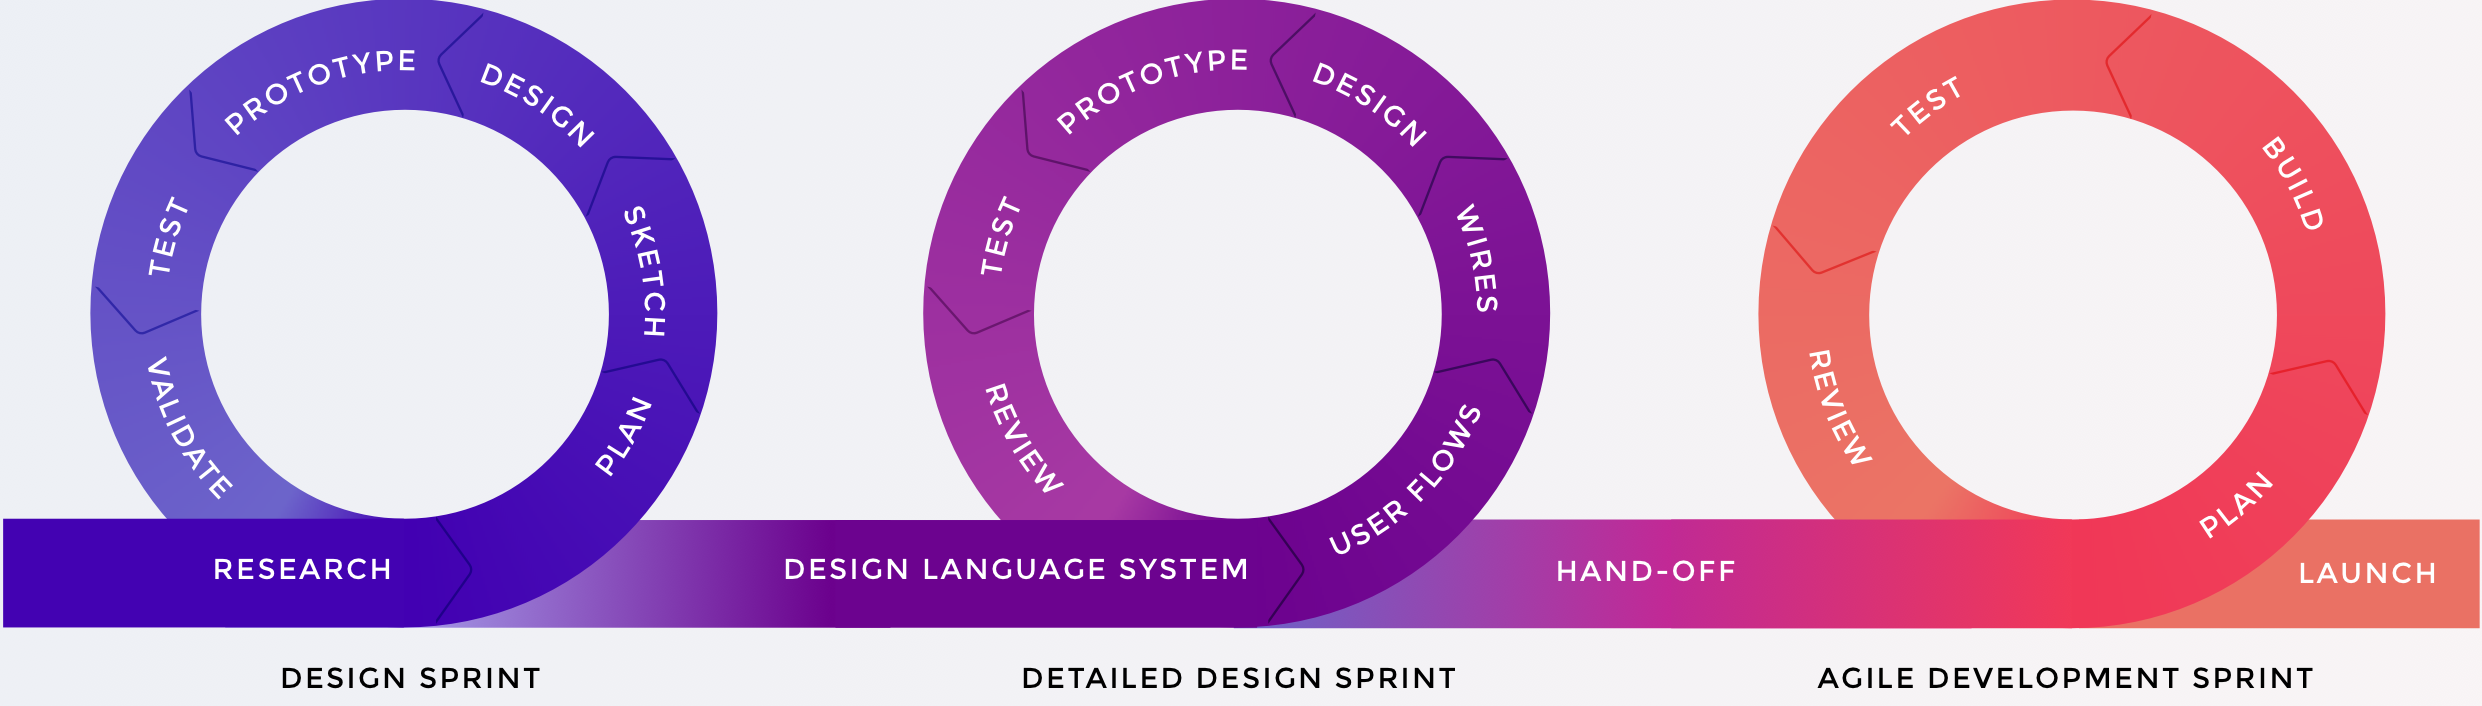 RESEARCH
PLAN
SKETCH
DESIGN
PROTOTYPE
TEST
VALIDATE
DESIGN SPRINT
DESIGN LANGUAGE SYSTEM
USER FLOWS
WIRES
DESIGN
PROTOTYPE
TEST
REVIEW
DETAILED DESIGN SPRINT
HAND-OFF
PLAN
BUILD
TEST
REVIEW
LAUNCH
AGILE DEVELOPMENT SPRINT